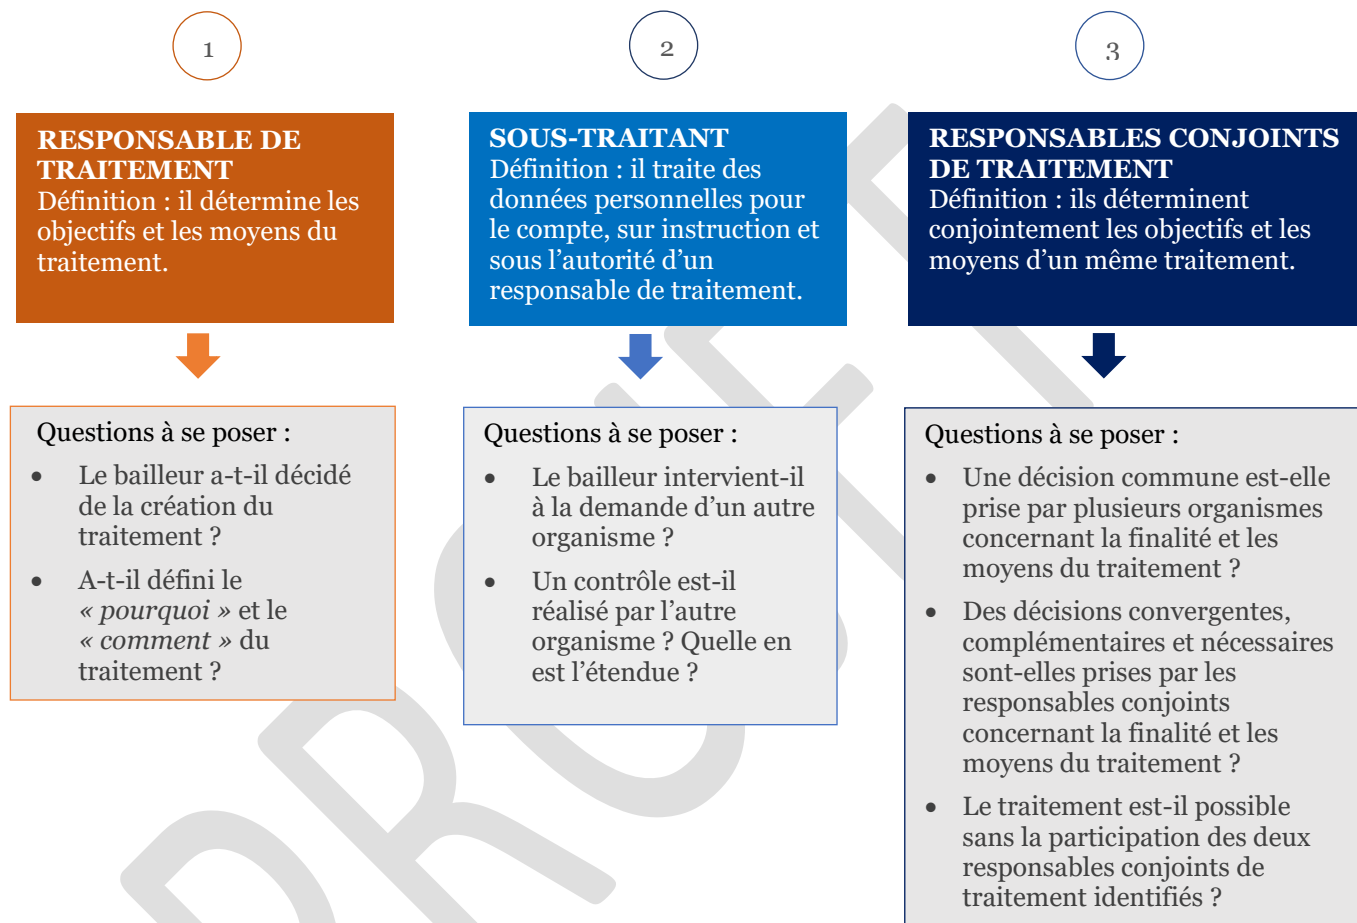 1
RESPONSABLE DE
TRAITEMENT
Définition : il détermine les
objectifs et les moyens du
traitement.
Questions à se poser :
• Le bailleur a-t-il décidé
de la création du
traitement ?
• A-t-il défini le
« pourquoi » et le
« comment » du
traitement ?
2
SOUS-TRAITANT
Définition : il traite des
données personnelles pour
le compte, sur instruction et
sous l’autorité d’un
responsable de traitement.
Questions à se poser :
• Le bailleur intervient-il
à la demande d’un autre
organisme ?
• Un contrôle est-il
réalisé par l’autre
organisme ? Quelle en
est l’étendue ?
3
RESPONSABLES CONJOINTS
DE TRAITEMENT
Définition : ils déterminent
conjointement les objectifs et les
moyens d’un même traitement.
Questions à se poser :
• Une décision commune est-elle
prise par plusieurs organismes
concernant la finalité et les
moyens du traitement ?
• Des décisions convergentes,
complémentaires et nécessaires
sont-elles prises par les
responsables conjoints
concernant la finalité et les
moyens du traitement ?
• Le traitement est-il possible
sans la participation des deux
responsables conjoints de
traitement identifiés ?
PROJET